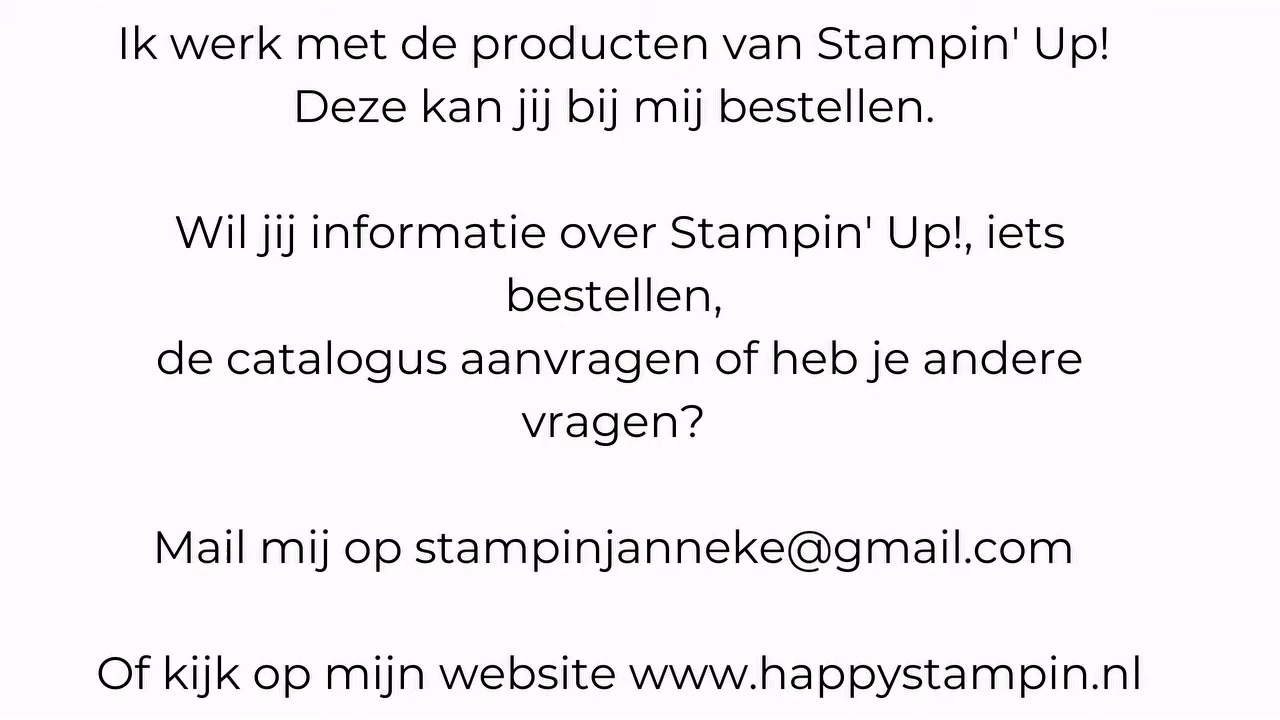 Ik werk met de producten van Stampin' Up!
Deze kan jij bij mij bestellen.
Wil jij informatie over Stampin' Up!, iets
bestellen,
de catalogus aanvragen of heb je andere
vragen?
Mail mij op stampinjanneke@gmail.com
Of kijk op mijn website www.happystampin.nl